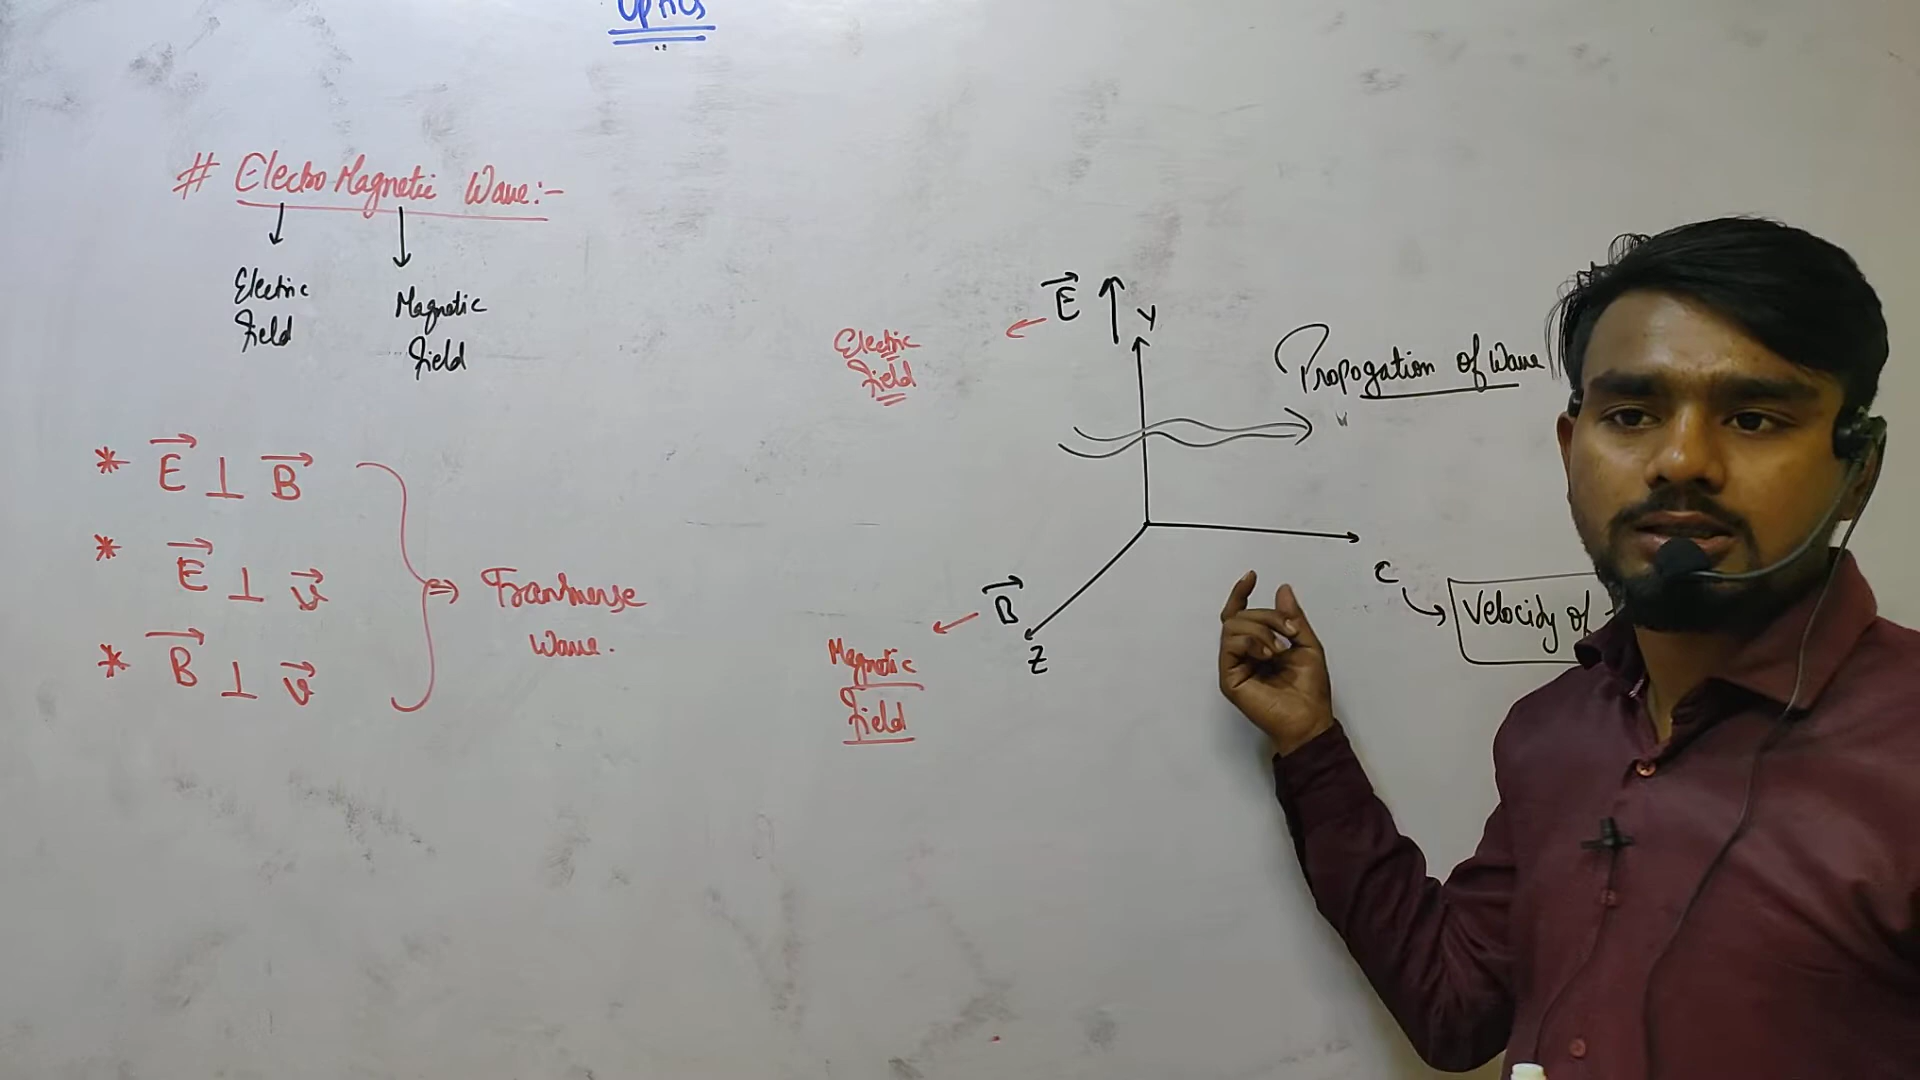 Optics
# Electro Magnetic Wave:-
Electric
Field
Magnetic
Field
* E⃗ ⊥ B⃗
* E⃗ ⊥ v⃗
* B⃗ ⊥ v⃗
⇒ Transverse
Wave.
E⃗
Y
Electric
Field
Propogation of Wave
B⃗
Z
Magnetic
Field
C
Velocity of